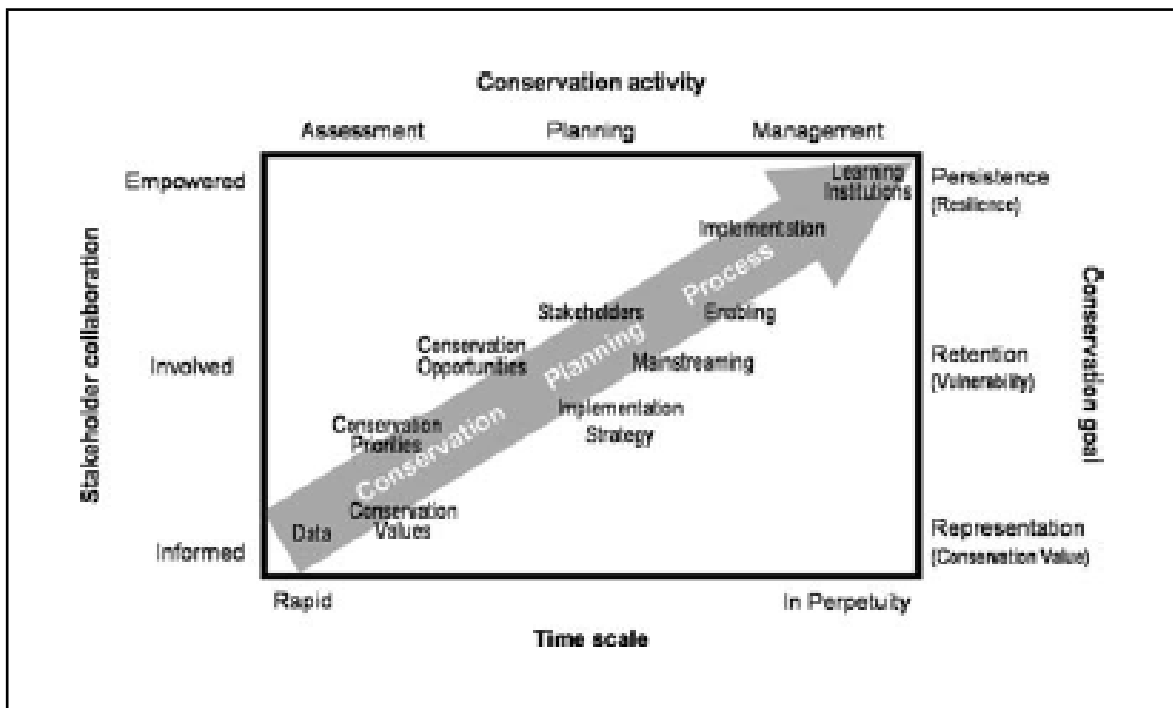 Conservation activity
Assessment Planning Management
Empowered
Learning
Institutions
Persistence
(Resilience)
Implementation
Stakeholder collaboration
Conservation Planning Process
Conservation goal
Stakeholders
Enabling
Conservation
Opportunities
Involved
Mainstreaming
Retention
(Vulnerability)
Implementation
Strategy
Conservation
Priorities
Conservation
Values
Data
Informed
Representation
(Conservation Value)
Rapid
In Perpetuity
Time scale